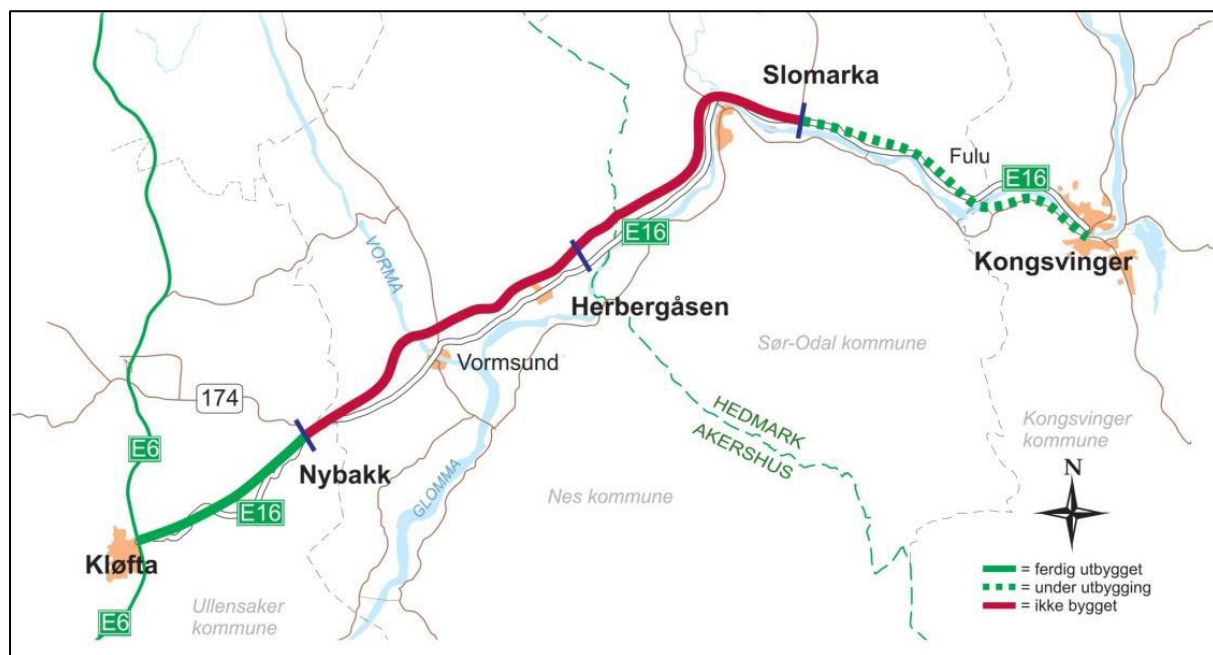 Slomarka
Fulu
E16
Kongsvinger
E16
VORMA
Herbergåsen
Vormsund
Sør-Odal kommune
174
HEDMARK
AKERSHUS
Kongsvinger
kommune
E6
Nybakk
N
GLOMMA
Nes kommune
E16
Kløfta
= ferdig utbygget
= under utbygging
= ikke bygget
Ullensaker
kommune
E6